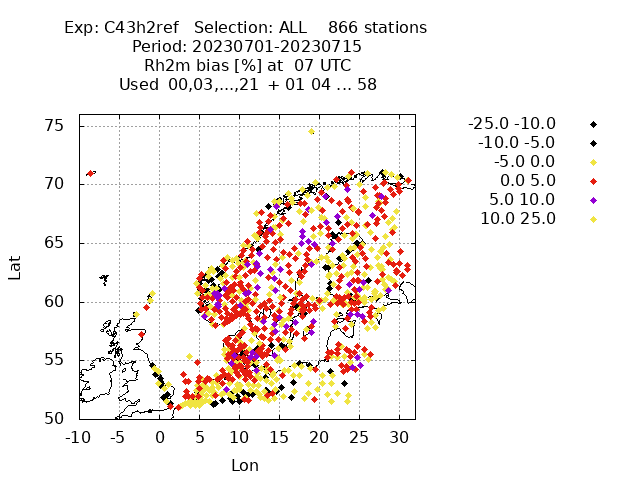 Exp: C43h2ref   Selection: ALL    866 stations
Period: 20230701-20230715
Rh2m bias [%] at  07 UTC
Used  00,03,...,21  + 01 04 ... 58
-25.0 -10.0
-10.0 -5.0
-5.0 0.0
0.0 5.0
5.0 10.0
10.0 25.0
75
70
65
60
55
50
Lat
-10 -5 0 5 10 15 20 25 30
Lon